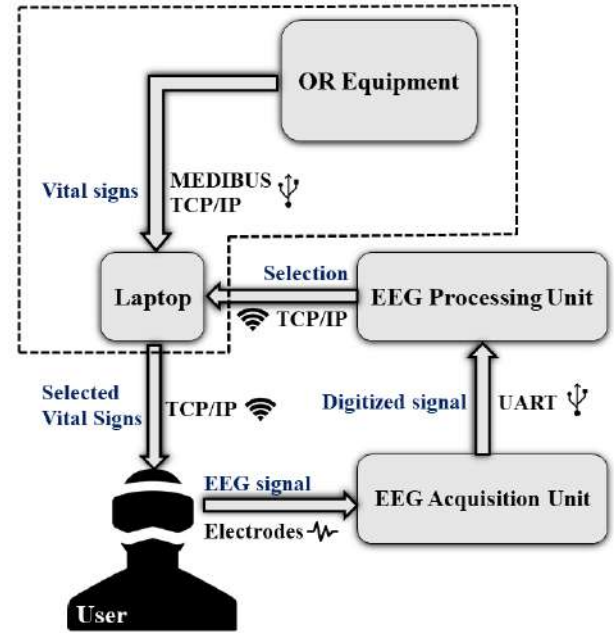 OR Equipment
Vital signs
MEDIBUS
TCP/IP
Laptop
Selection
TCP/IP
EEG Processing Unit
Selected
Vital Signs
TCP/IP
Digitized signal
UART
EEG signal
Electrodes
EEG Acquisition Unit
User